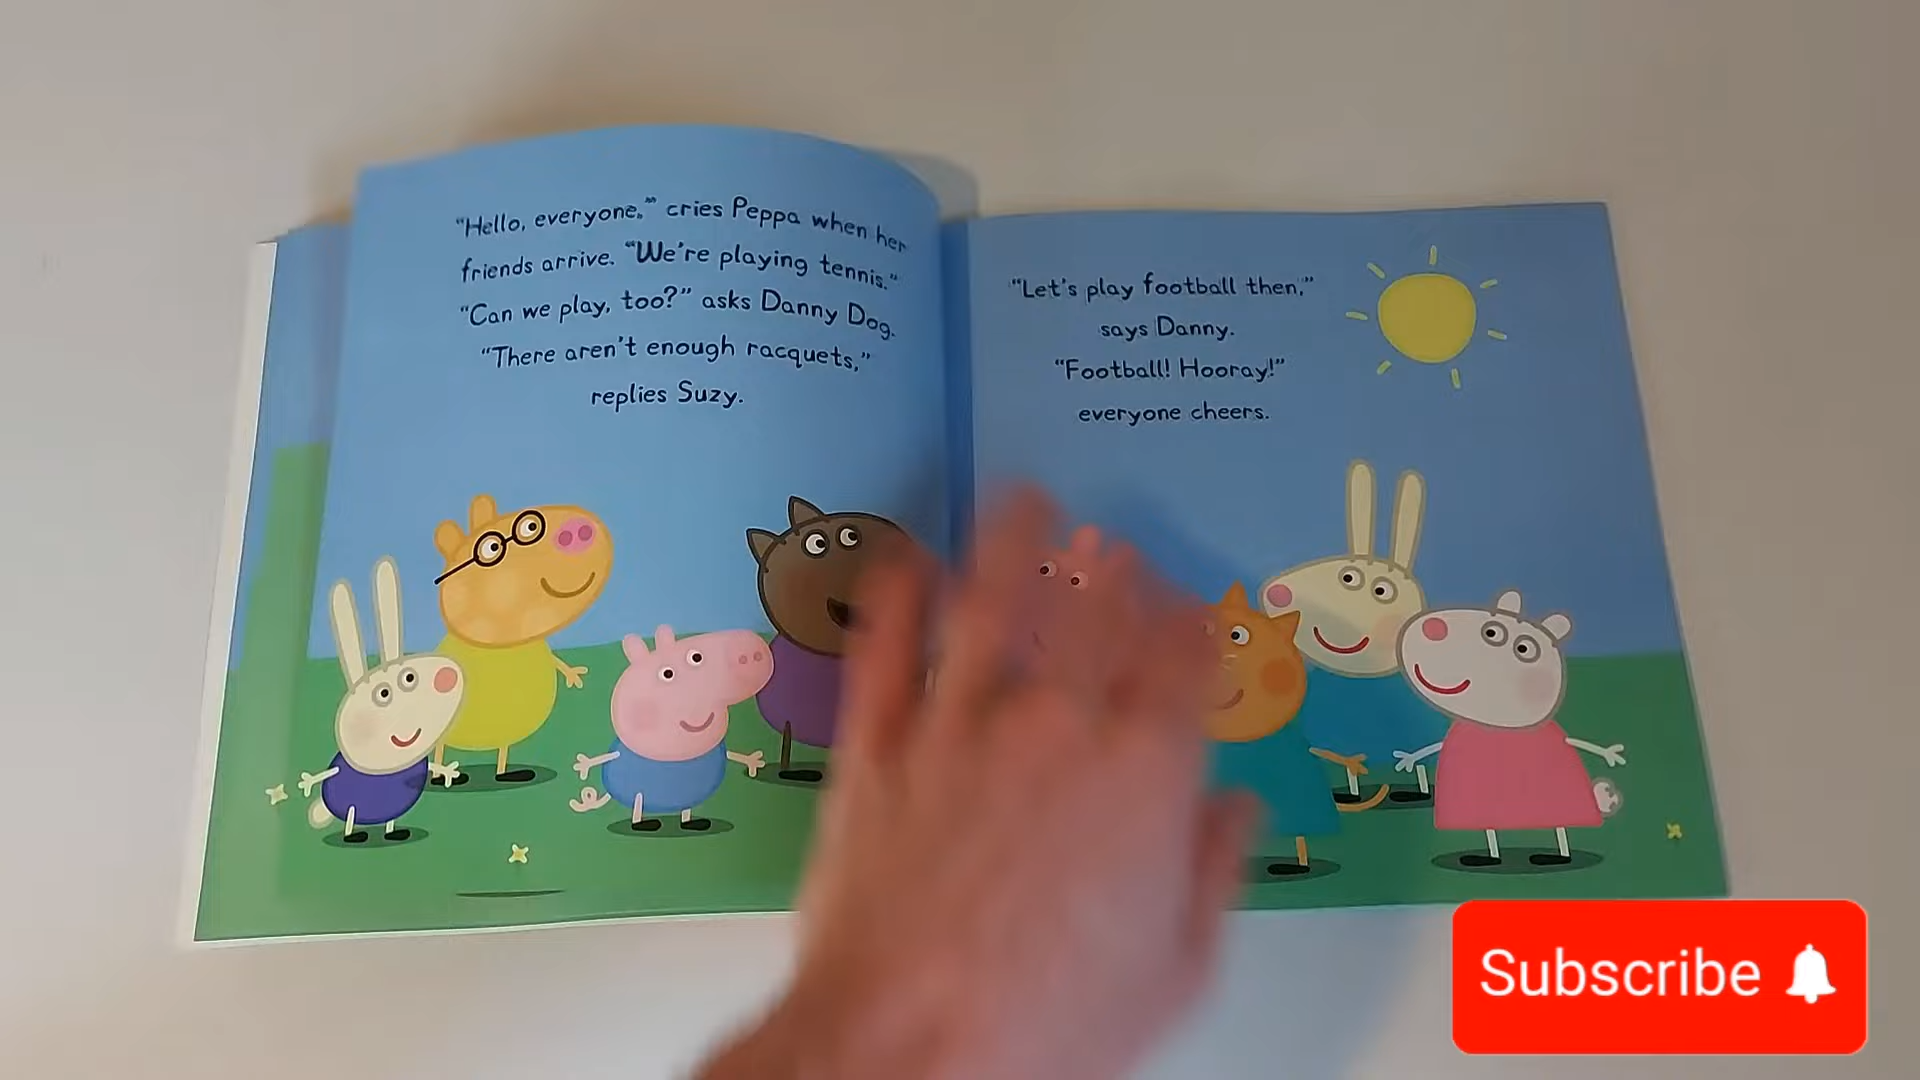 “Hello, everyone,” cries Peppa when her
friends arrive. “We’re playing tennis.”
“Can we play, too?” asks Danny Dog.
“There aren’t enough racquets,”
replies Suzy.
“Let’s play football then,”
says Danny.
“Football! Hooray!”
everyone cheers.
Subscribe